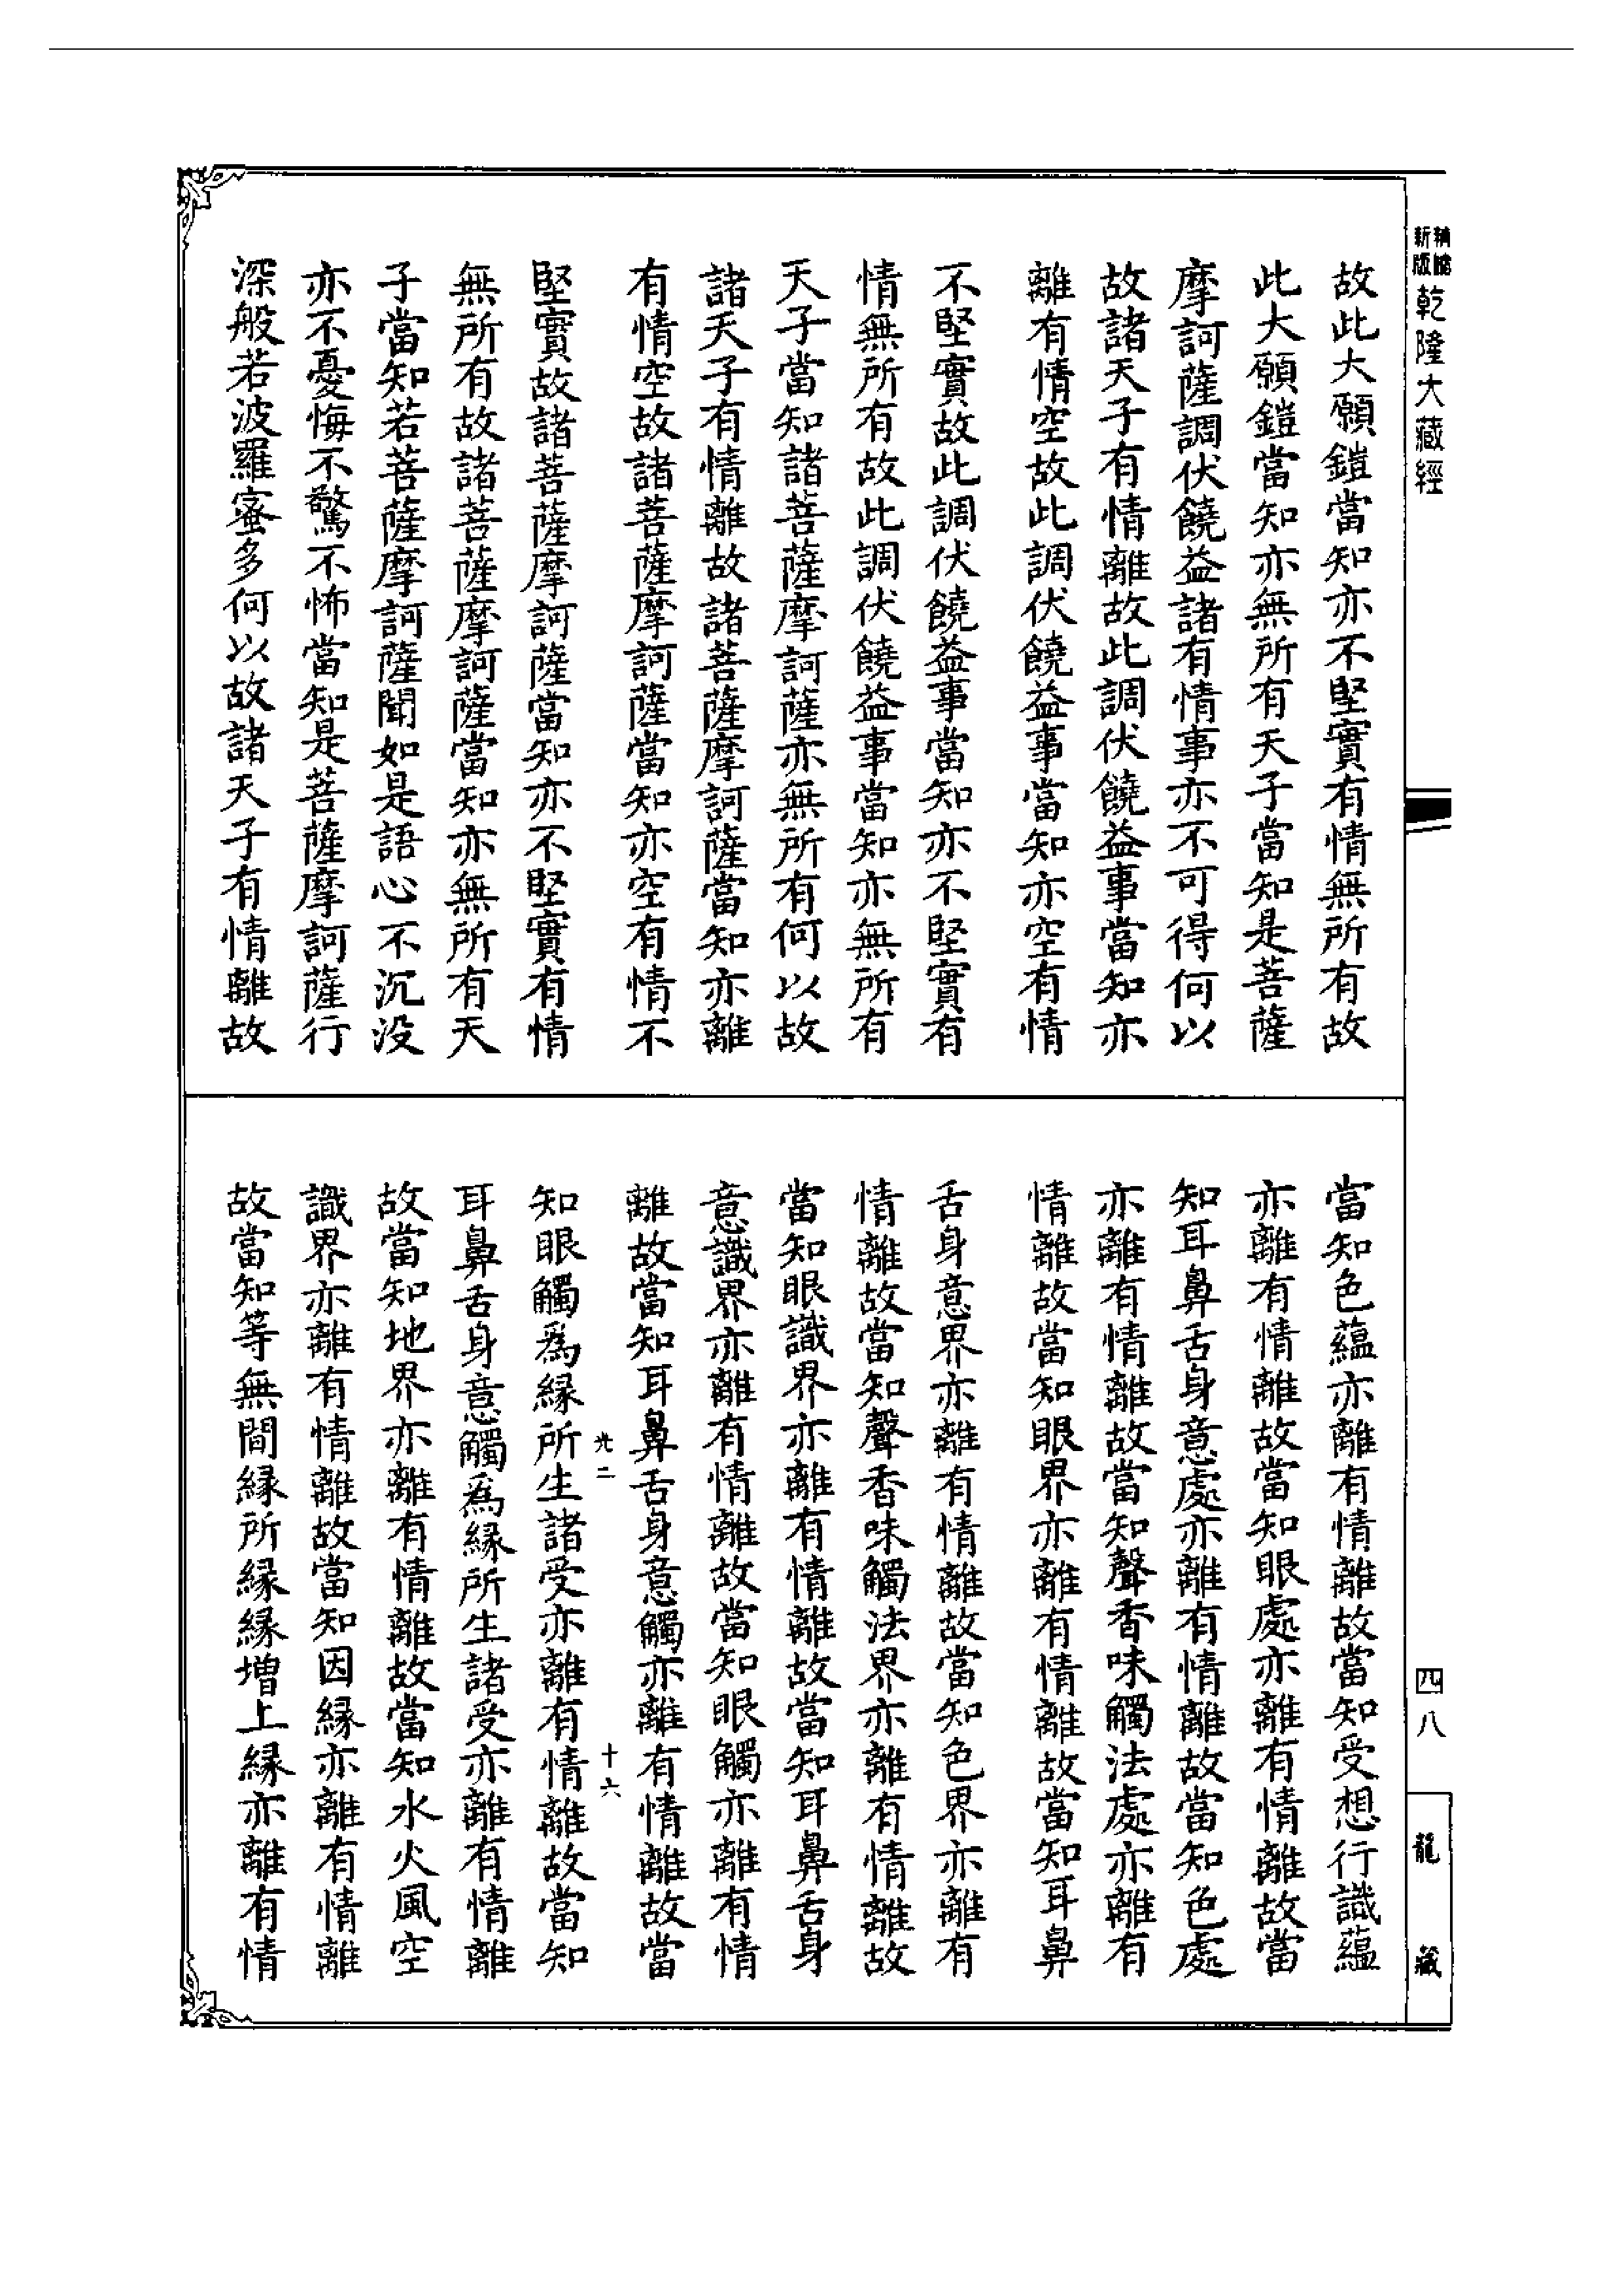 新版
乾隆大藏經
故此大願鎧當知亦不堅實有情無所有故
此大願鎧當知亦無所有天子當知是菩薩
摩訶薩調伏饒益諸有情事亦不可得何以
故諸天子有情離故此調伏饒益事當知亦
離有情空故此調伏饒益事當知亦空有情
不堅實故此調伏饒益事當知亦不堅實有
情無所有故此調伏饒益事當知亦無所有
天子當知諸菩薩摩訶薩亦無所有何以故
諸天子有情離故諸菩薩摩訶薩當知亦離
有情空故諸菩薩摩訶薩當知亦空有情不
堅實故諸菩薩摩訶薩當知亦不堅實有情
無所有故諸菩薩摩訶薩當知亦無所有天
子當知若菩薩摩訶薩聞如是語心不沉没
亦不憂悔不驚不怖當知是菩薩摩訶薩行
深般若波羅蜜多何以故諸天子有情離故
當知色蘊亦離有情離故當知受想行識蘊
亦離有情離故當知眼處亦離有情離故當
知耳鼻舌身意處亦離有情離故當知色處
亦離有情離故當知聲香味觸法處亦離有
情離故當知眼界亦離有情離故當知耳鼻
舌身意界亦離有情離故當知色界亦離有
情離故當知聲香味觸法界亦離有情離故
當知眼識界亦離有情離故當知耳鼻舌身
意識界亦離有情離故當知眼觸亦離有情
離故當知耳鼻舌身意觸亦離有情離故當
光二 十六
知眼觸爲縁所生諸受亦離有情離故當知
耳鼻舌身意觸爲縁所生諸受亦離有情離
故當知地界亦離有情離故當知水火風空
識界亦離有情離故當知因縁亦離有情離
故當知等無間縁所縁縁增上縁亦離有情
四八
龍藏